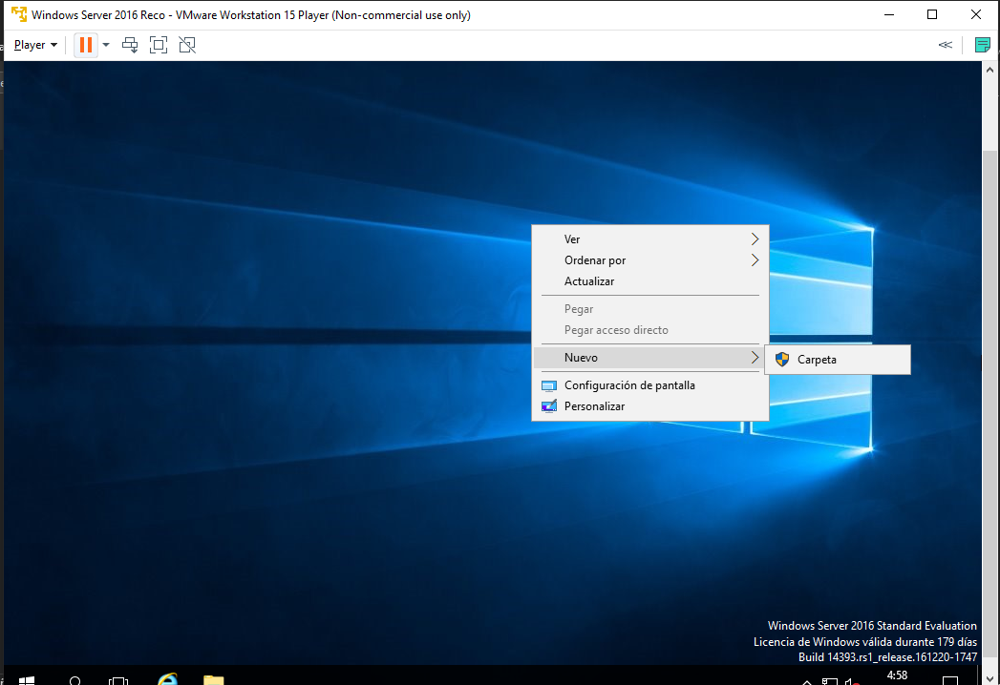 Windows Server 2016 Reco - VMware Workstation 15 Player (Non-commercial use only)
Player
Ver
Ordenar por
Actualizar
Pegar
Pegar acceso directo
Nuevo
Carpeta
Configuración de pantalla
Personalizar
Windows Server 2016 Standard Evaluation
Licencia de Windows válida durante 179 días
Build 14393.rs1_release.161220-1747
4:58